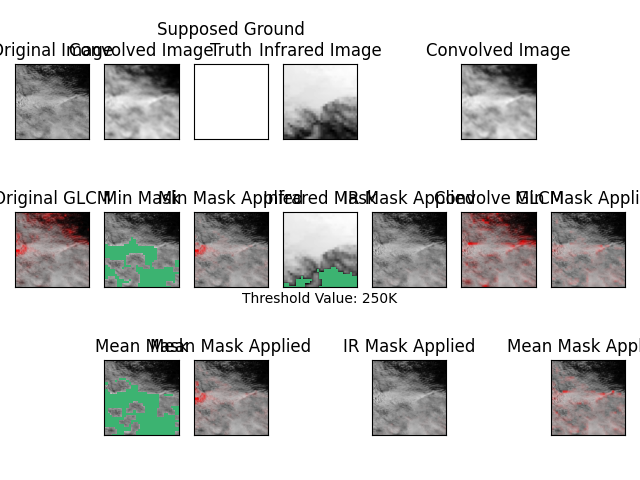 Supposed Ground
Original Image Convolved Image Truth Infrared Image Convolved Image
Original GLCM Min Mask Min Mask Applied Infrared Mask IR Mask Applied Convolve GLCM Min Mask Appli
Threshold Value: 250K
Mean Mask Mean Mask Applied IR Mask Applied Mean Mask Appl